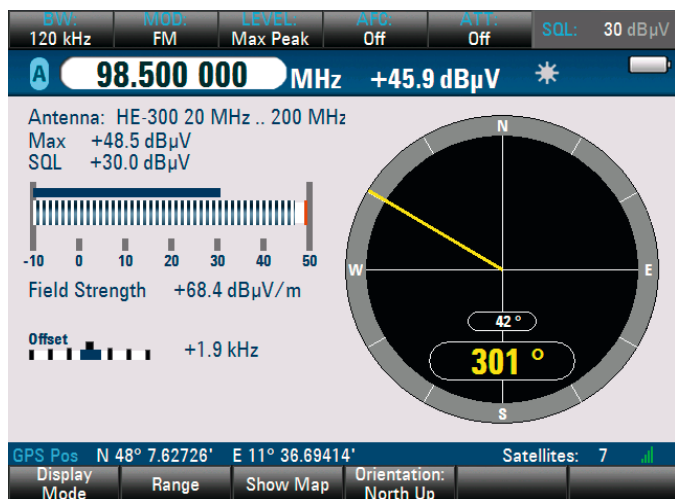 BW: MOD: LEVEL: AFC: ATT: SQL: 30 dBµV
120 kHz FM Max Peak Off Off
A 98.500 000 MHz +45.9 dBµV
Antenna: HE-300 20 MHz .. 200 MHz
Max +48.5 dBµV
SQL +30.0 dBµV
-10 0 10 20 30 40 50
Field Strength +68.4 dBµV/m
Offset +1.9 kHz
N
W E
42 °
301 °
S
GPS Pos N 48° 7.62726' E 11° 36.69414' Satellites: 7
Display Mode Range Show Map Orientation: North Up